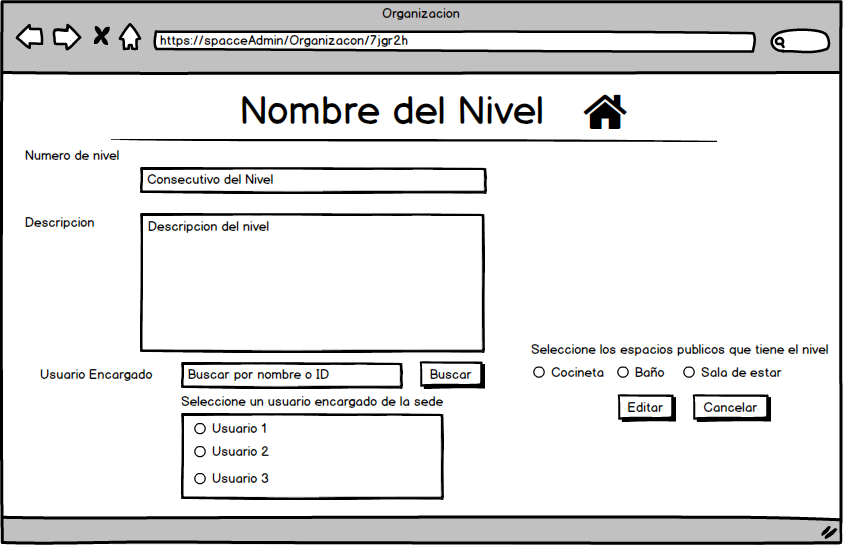 Organizacion
https://spacceAdmin/Organizacon/7jgr2h
Nombre del Nivel
Numero de nivel
Consecutivo del Nivel
Descripcion
Descripcion del nivel
Seleccione los espacios publicos que tiene el nivel
Cocineta Baño Sala de estar
Usuario Encargado
Buscar por nombre o ID
Buscar
Seleccione un usuario encargado de la sede
Editar
Cancelar
Usuario 1
Usuario 2
Usuario 3